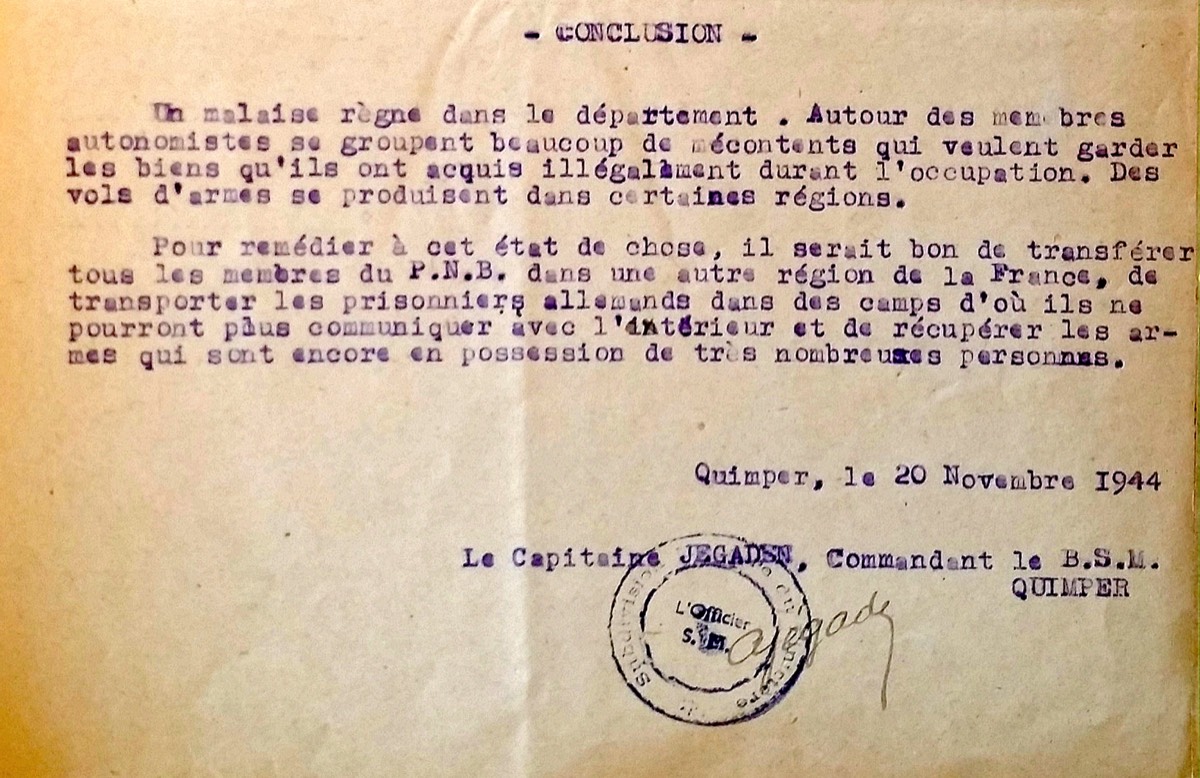 - CONCLUSION -
Un malaise règne dans le département . Autour des membres
autonomistes se groupent beaucoup de mécontents qui veulent garder
les biens qu'ils ont acquis illégalement durant l'occupation. Des
vols d'armes se produisent dans certaines régions.
Pour remédier à cet état de chose, il serait bon de transférer
tous les membres du P.N.B. dans une autre région de la France, de
transporter les prisonniers allemands dans des camps d'où ils ne
pourront plus communiquer avec l'intérieur et de récupérer les ar-
mes qui sont encore en possession de très nombreuses personnes.
Quimper, le 20 Novembre 1944
Le Capitaine JEGADEN, Commandant le B.S.M.
QUIMPER
Subdivision du Finistère
L'Officier
S.M.
Jegaden